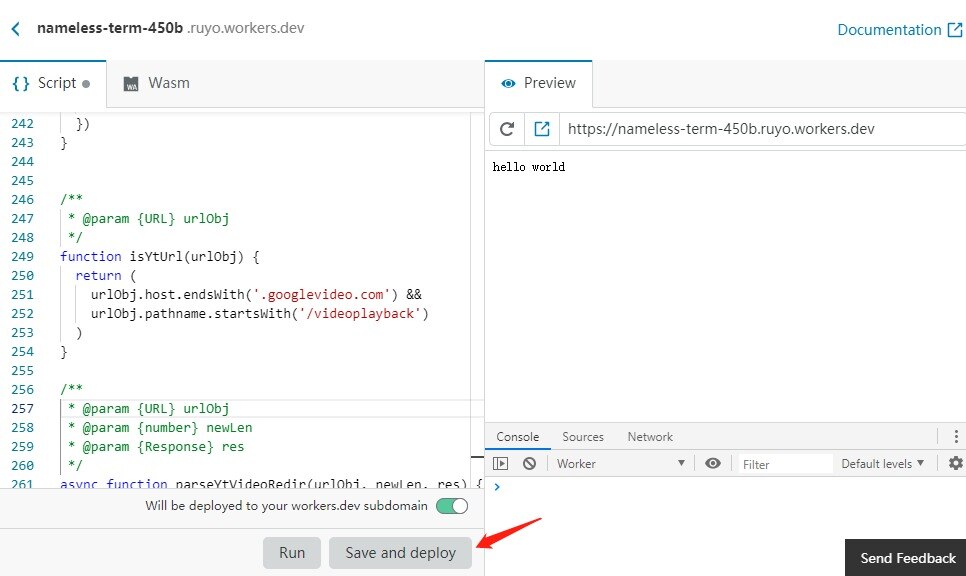 nameless-term-450b .ruyo.workers.dev
Documentation
{} Script
WA Wasm
242 })
243 }
244
245
246 /**
247 * @param {URL} urlObj
248 */
249 function isYtUrl(urlObj) {
250 return (
251 urlObj.host.endsWith('.googlevideo.com') &&
252 urlObj.pathname.startsWith('/videoplayback')
253 )
254 }
255
256 /**
257 * @param {URL} urlObj
258 * @param {number} newLen
259 * @param {Response} res
260 */
261 async function parseYtVideoRedir(urlObj, newLen, res) {
Will be deployed to your workers.dev subdomain
Run
Save and deploy
Preview
https://nameless-term-450b.ruyo.workers.dev
hello world
Console Sources Network
Worker
Filter
Default levels
Send Feedback